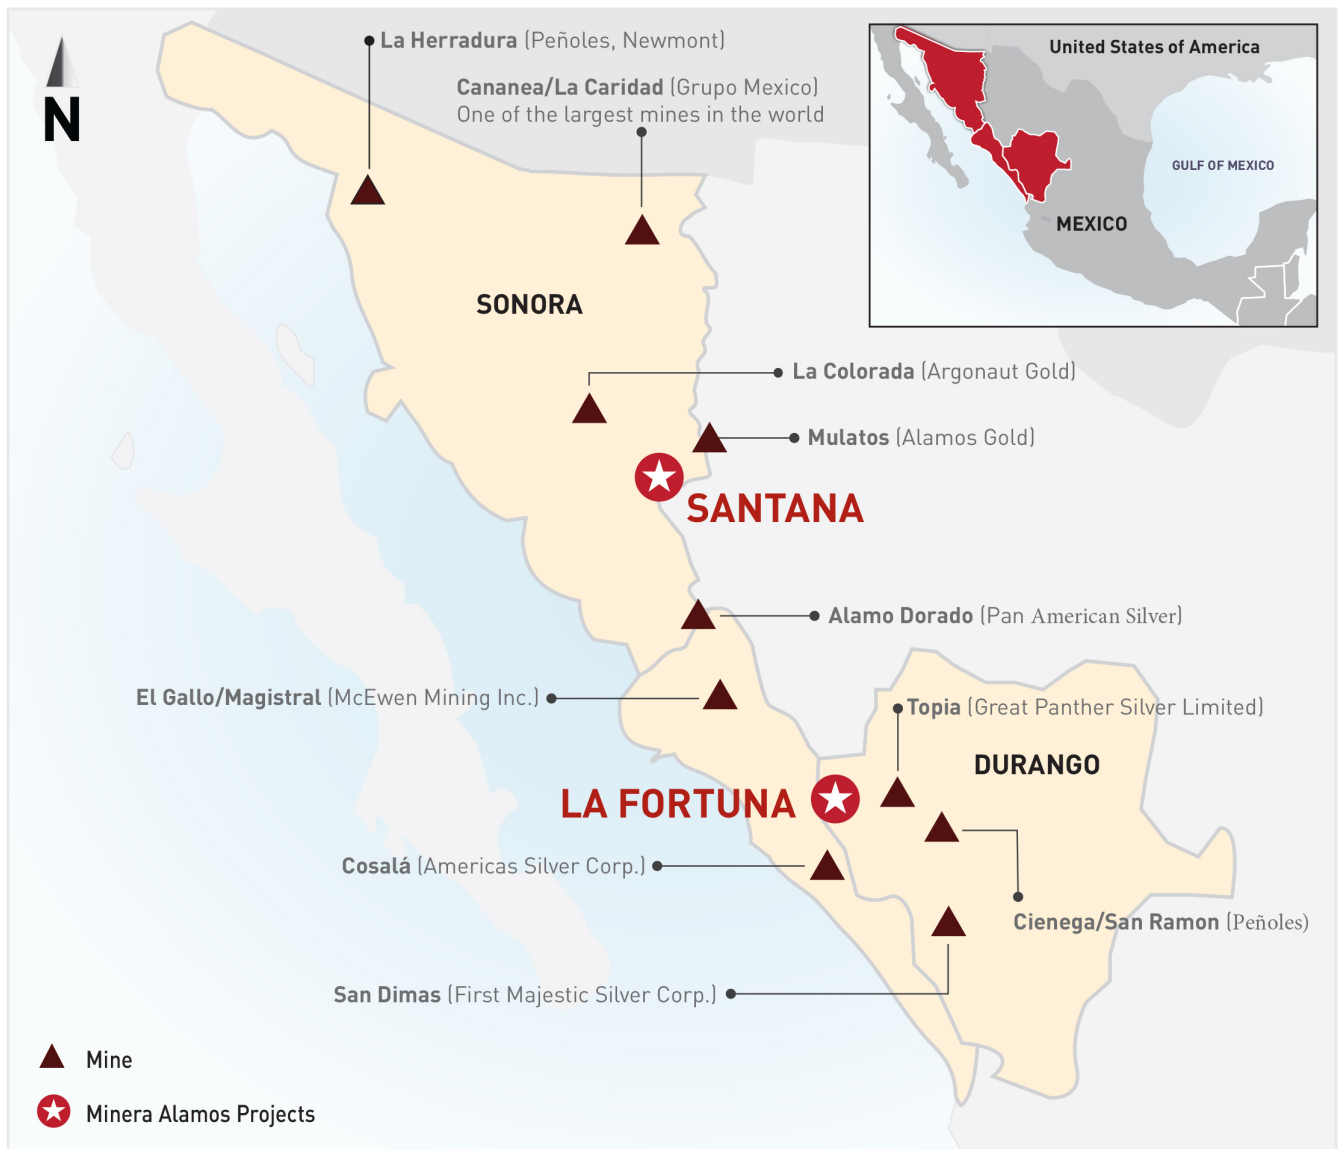 La Herradura (Peñoles, Newmont)
N
Cananea/La Caridad (Grupo Mexico)
One of the largest mines in the world
United States of America
GULF OF MEXICO
MEXICO
SONORA
La Colorada (Argonaut Gold)
Mulatos (Alamos Gold)
SANTANA
Alamo Dorado (Pan American Silver)
El Gallo/Magistral (McEwen Mining Inc.)
Topia (Great Panther Silver Limited)
DURANGO
LA FORTUNA
Cosalá (Americas Silver Corp.)
Cienega/San Ramon (Peñoles)
San Dimas (First Majestic Silver Corp.)
Mine
Minera Alamos Projects